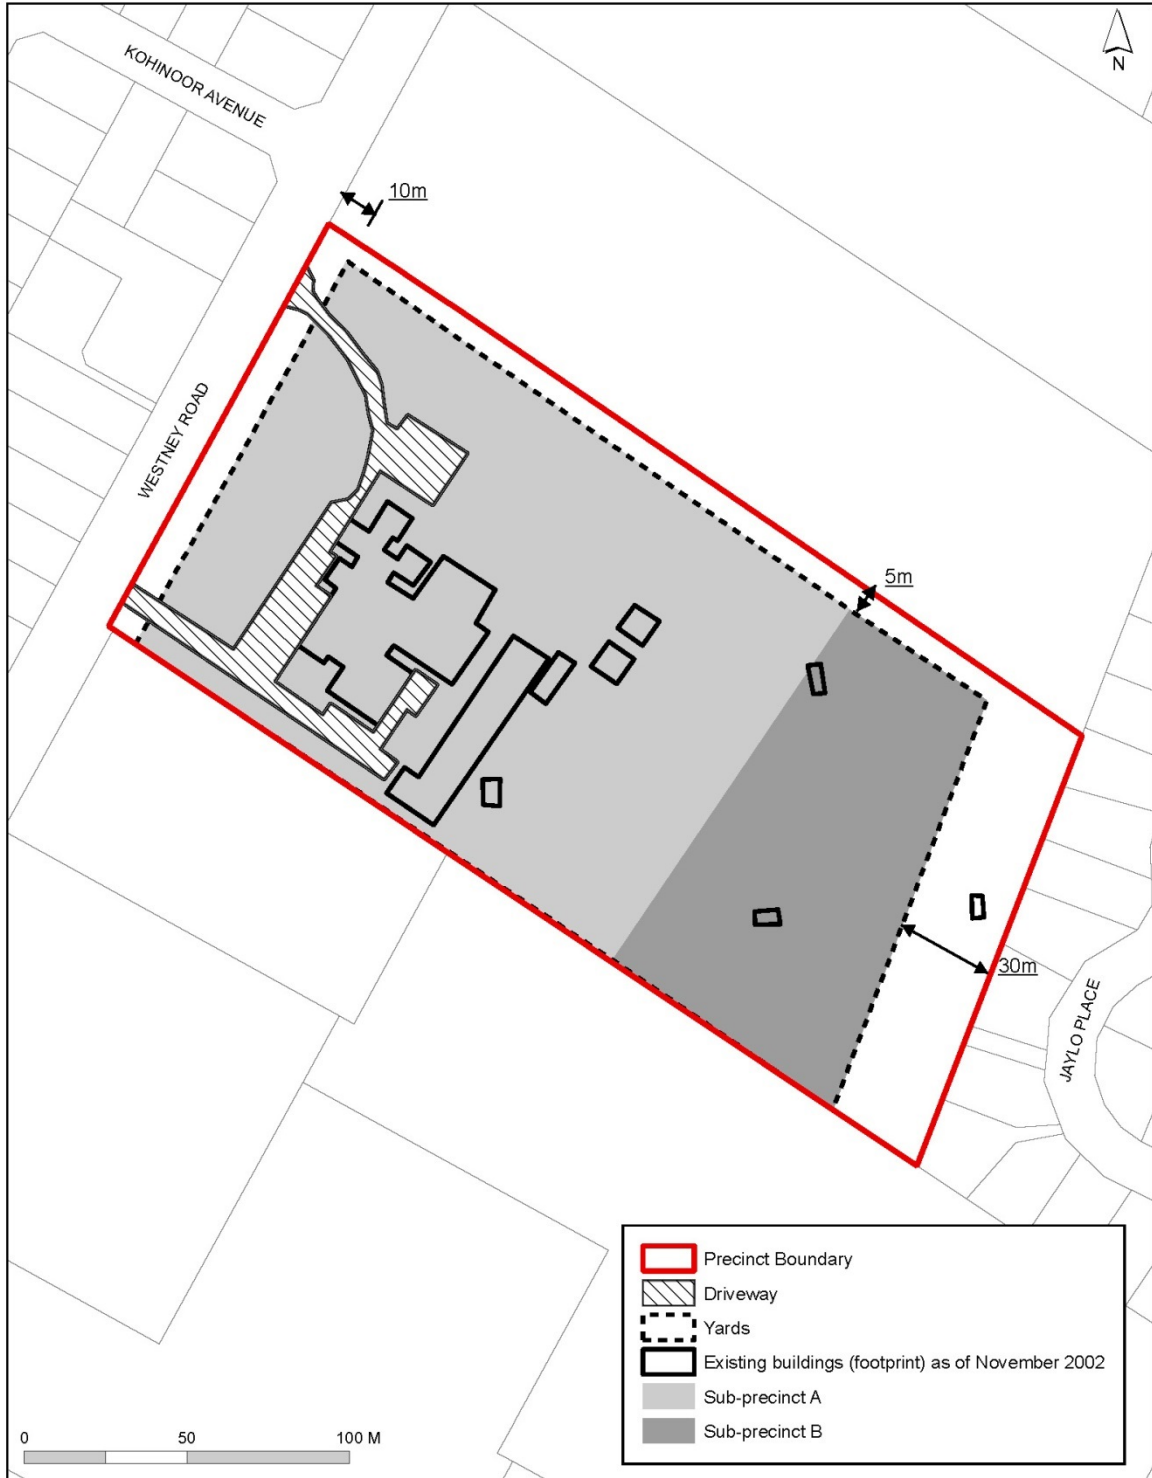 N
KOHINOOR AVENUE
10m
WESTNEY ROAD
5m
30m
JAYLO PLACE
Precinct Boundary
Driveway
Yards
Existing buildings (footprint) as of November 2002
Sub-precinct A
Sub-precinct B
0 50 100 M